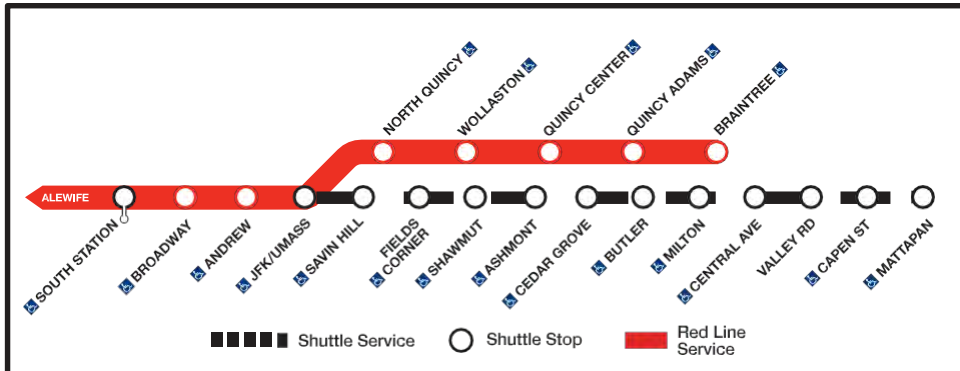 NORTH QUINCY
WOLLASTON
QUINCY CENTER
QUINCY ADAMS
BRAINTREE
ALEWIFE
SOUTH STATION
BROADWAY
ANDREW
JFK/UMASS
SAVIN HILL
FIELDS
CORNER
SHAWMUT
ASHMONT
CEDAR GROVE
BUTLER
MILTON
CENTRAL AVE
VALLEY RD
CAPEN ST
MATTAPAN
Shuttle Service
Shuttle Stop
Red Line
Service